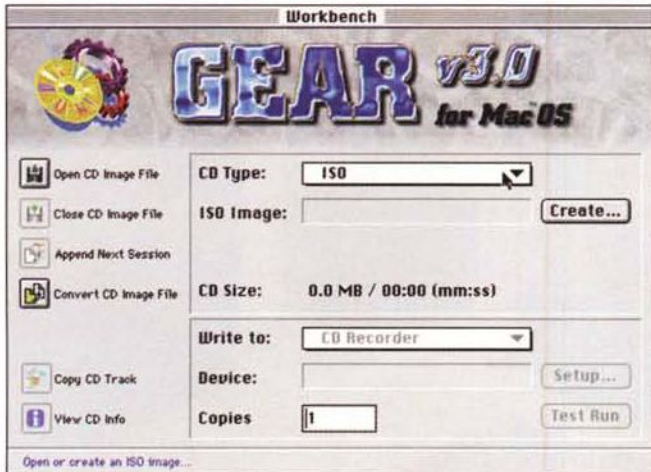 Workbench
GEAR v3.0
for Mac™OS
Open CD Image File
Close CD Image File
Append Next Session
Convert CD Image File
Copy CD Track
View CD Info
CD Type: ISO
ISO Image: Create...
CD Size: 0.0 MB / 00:00 (mm:ss)
Write to: CD Recorder
Device: Setup...
Copies 1 Test Run
Open or create an ISO image...